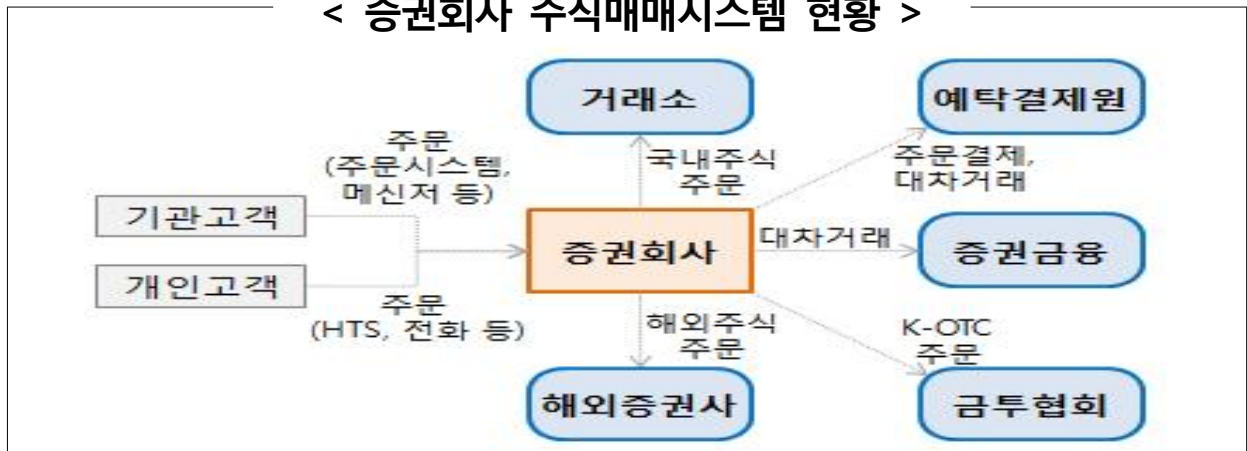 < 증권회사 주식매매시스템 현황 >
거래소
예탁결제원
주문
(주문시스템,
메신저 등)
국내주식
주문
주문결제,
대차거래
기관고객
증권회사
대차거래
증권금융
개인고객
주문
(HTS, 전화 등)
해외주식
주문
K-OTC
주문
해외증권사
금투협회